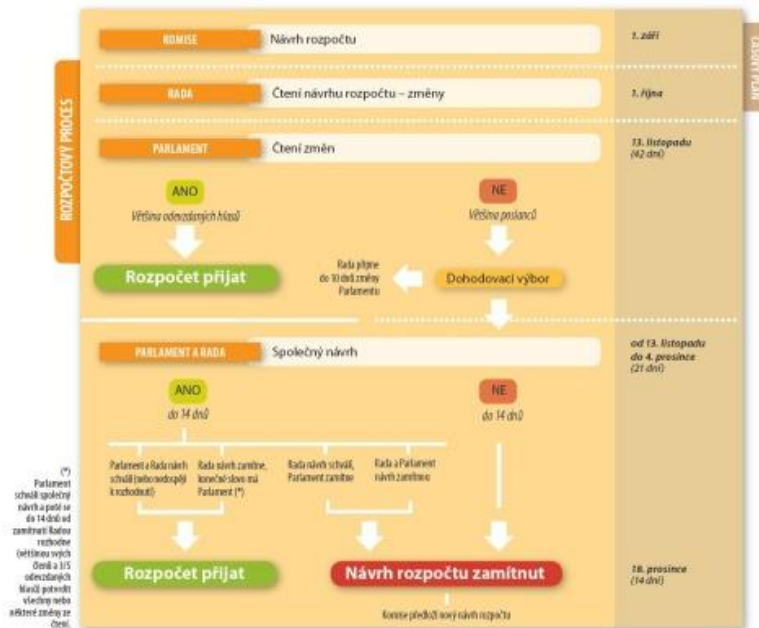 ROZPOČTOVÝ PROCES
ČASOVÝ PLÁN
KOMISE
Návrh rozpočtu
1. září
RADA
Čtení návrhu rozpočtu – změny
1. října
PARLAMENT
Čtení změn
13. listopadu
(42 dní)
ANO
NE
Většina odevzdaných hlasů
Většina poslanců
Rozpočet přijat
Rada přijme
do 10 dnů změny
Parlamentu
Dohodovací výbor
PARLAMENT A RADA
Společný návrh
od 13. listopadu
do 4. prosince
(21 dní)
ANO
do 14 dnů
NE
do 14 dnů
Parlament a Rada návrh
schválí (nebo nedospějí
k rozhodnutí)
Rada návrh zamítne,
konečné slovo má
Parlament (*)
Rada návrh schválí,
Parlament zamítne
Rada a Parlament
návrh zamítnou
Rozpočet přijat
Návrh rozpočtu zamítnut
18. prosince
(14 dní)
Komise předloží nový návrh rozpočtu
(*)
Parlament
schválí společný
návrh a poté se
do 14 dnů od
zamítnutí Radou
rozhodne
(většinou svých
členů a 3/5
odevzdaných
hlasů) potvrdit
všechny nebo
některé změny ze
čtení.